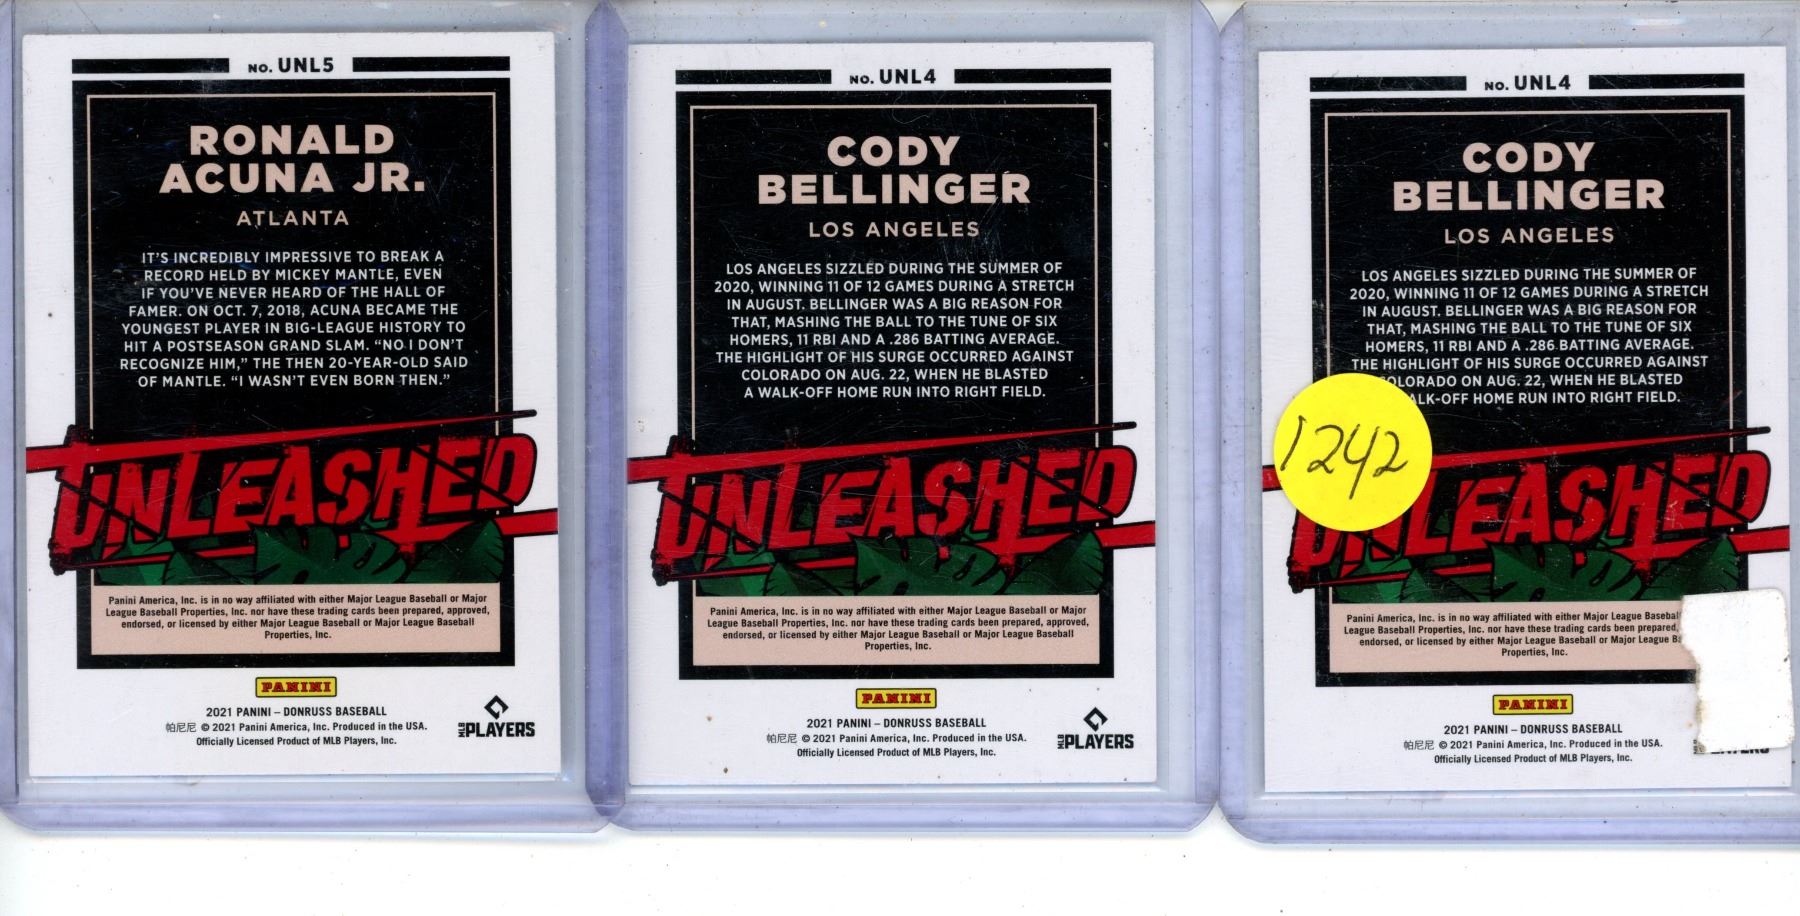 NO. UNL5
RONALD
ACUNA JR.
ATLANTA
IT'S INCREDIBLY IMPRESSIVE TO BREAK A
RECORD HELD BY MICKEY MANTLE, EVEN
IF YOU'VE NEVER HEARD OF THE HALL OF
FAMER. ON OCT. 7, 2018, ACUNA BECAME THE
YOUNGEST PLAYER IN BIG-LEAGUE HISTORY TO
HIT A POSTSEASON GRAND SLAM. “NO I DON'T
RECOGNIZE HIM,” THE THEN 20-YEAR-OLD SAID
OF MANTLE. “I WASN'T EVEN BORN THEN.”
UNLEASHED
Panini America, Inc. is in no way affiliated with either Major League Baseball or Major
League Baseball Properties, Inc. nor have these trading cards been prepared, approved,
endorsed, or licensed by either Major League Baseball or Major League Baseball
Properties, Inc.
PANINI
2021 PANINI – DONRUSS BASEBALL
帕尼尼 © 2021 Panini America, Inc. Produced in the USA.
Officially Licensed Product of MLB Players, Inc.
MLB PLAYERS
NO. UNL4
CODY
BELLINGER
LOS ANGELES
LOS ANGELES SIZZLED DURING THE SUMMER OF
2020, WINNING 11 OF 12 GAMES DURING A STRETCH
IN AUGUST. BELLINGER WAS A BIG REASON FOR
THAT, MASHING THE BALL TO THE TUNE OF SIX
HOMERS, 11 RBI AND A .286 BATTING AVERAGE.
THE HIGHLIGHT OF HIS SURGE OCCURRED AGAINST
COLORADO ON AUG. 22, WHEN HE BLASTED
A WALK-OFF HOME RUN INTO RIGHT FIELD.
UNLEASHED
Panini America, Inc. is in no way affiliated with either Major League Baseball or Major
League Baseball Properties, Inc. nor have these trading cards been prepared, approved,
endorsed, or licensed by either Major League Baseball or Major League Baseball
Properties, Inc.
PANINI
2021 PANINI – DONRUSS BASEBALL
帕尼尼 © 2021 Panini America, Inc. Produced in the USA.
Officially Licensed Product of MLB Players, Inc.
MLB PLAYERS
NO. UNL4
CODY
BELLINGER
LOS ANGELES
LOS ANGELES SIZZLED DURING THE SUMMER OF
2020, WINNING 11 OF 12 GAMES DURING A STRETCH
IN AUGUST. BELLINGER WAS A BIG REASON FOR
THAT, MASHING THE BALL TO THE TUNE OF SIX
HOMERS, 11 RBI AND A .286 BATTING AVERAGE.
THE HIGHLIGHT OF HIS SURGE OCCURRED AGAINST
OLORADO ON AUG. 22, WHEN HE BLASTED
ALK-OFF HOME RUN INTO RIGHT FIELD.
1242
UNLEASHED
Panini America, Inc. is in no way affiliated with either Major League Basebal
League Baseball Properties, Inc. nor have these trading cards been prepared,
endorsed, or licensed by either Major League Baseball or Major League B
Properties, Inc.
PANINI
2021 PANINI – DONRUSS BASEBALL
帕尼尼 © 2021 Panini America, Inc. Produced in the USA.
Officially Licensed Product of MLB Players, Inc.